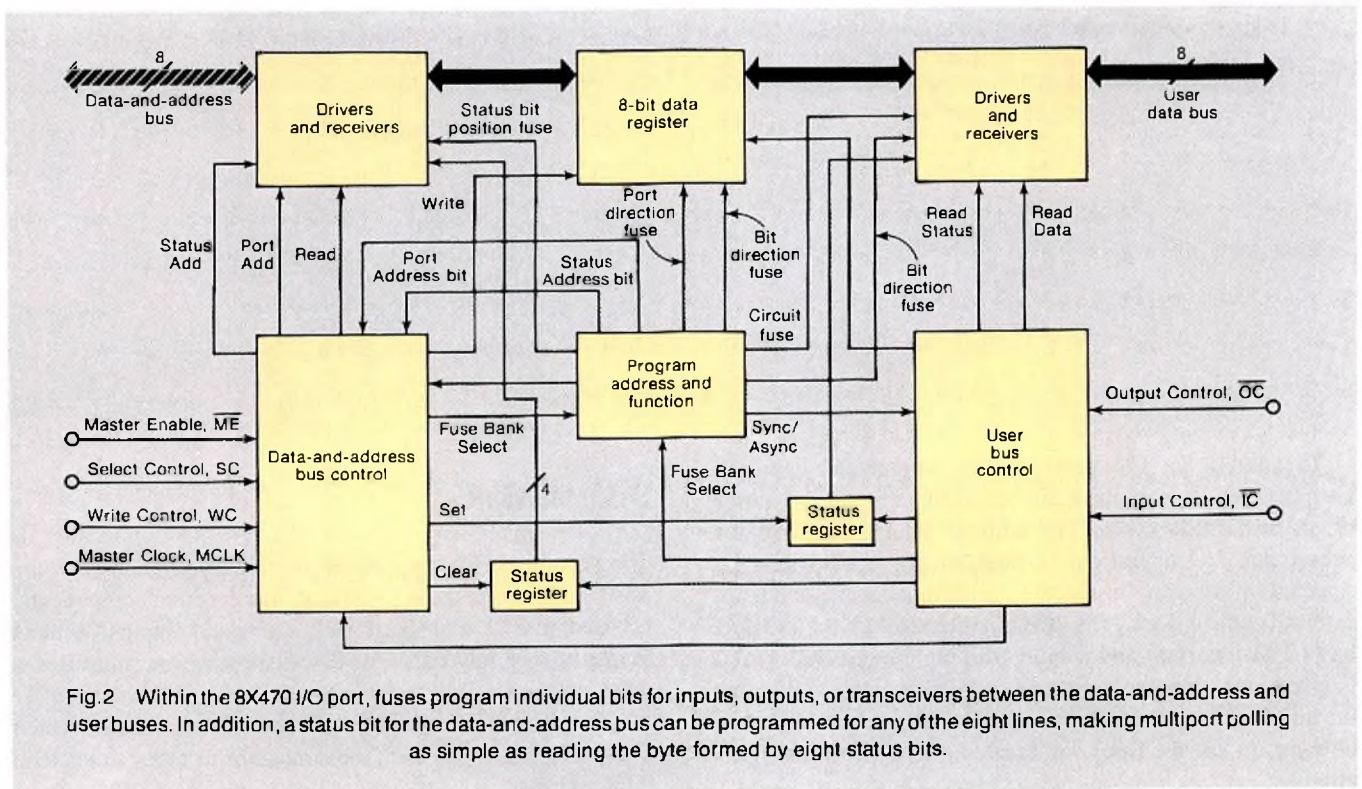 8
Data-and-address
bus
Drivers
and receivers
Status bit
position fuse
8-bit data
register
Drivers
and
receivers
8
User
data bus
Write
Port
direction
fuse
Bit
direction
fuse
Read
Status
Read
Data
Status
Add
Port
Add
Read
Port
Address bit
Status
Address bit
Bit
direction
fuse
Circuit
fuse
Program
address and
function
Master Enable, M̅E̅
Select Control, SC
Write Control, WC
Master Clock, MCLK
Data-and-address
bus control
Fuse Bank
Select
Sync/
Async
Fuse Bank
Select
4
User
bus
control
Output Control, O̅C̅
Input Control, I̅C̅
Set
Status
register
Clear
Status
register
Fig.2 Within the 8X470 I/O port, fuses program individual bits for inputs, outputs, or transceivers between the data-and-address and
user buses. In addition, a status bit for the data-and-address bus can be programmed for any of the eight lines, making multiport polling
as simple as reading the byte formed by eight status bits.